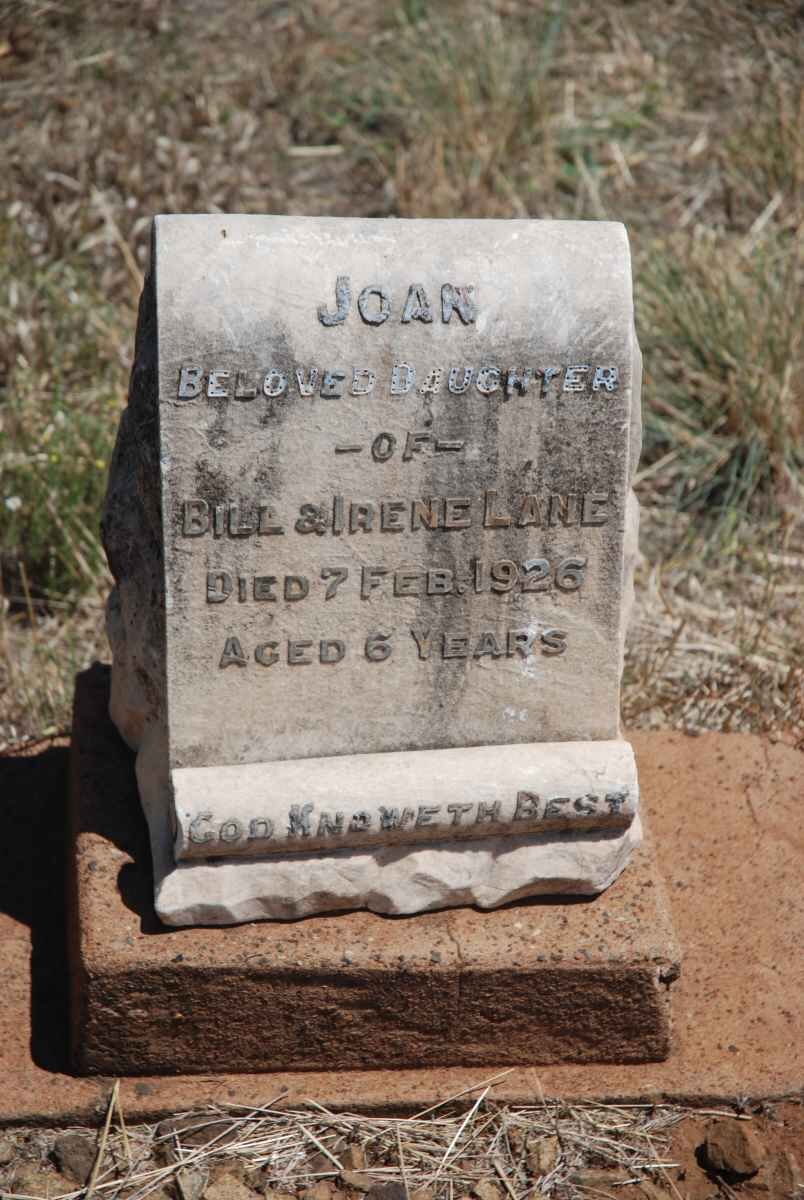 JOAN
BELOVED DAUGHTER
-OF-
BILL & IRENE LANE
DIED 7 FEB. 1926
AGED 6 YEARS
GOD KNOWETH BEST